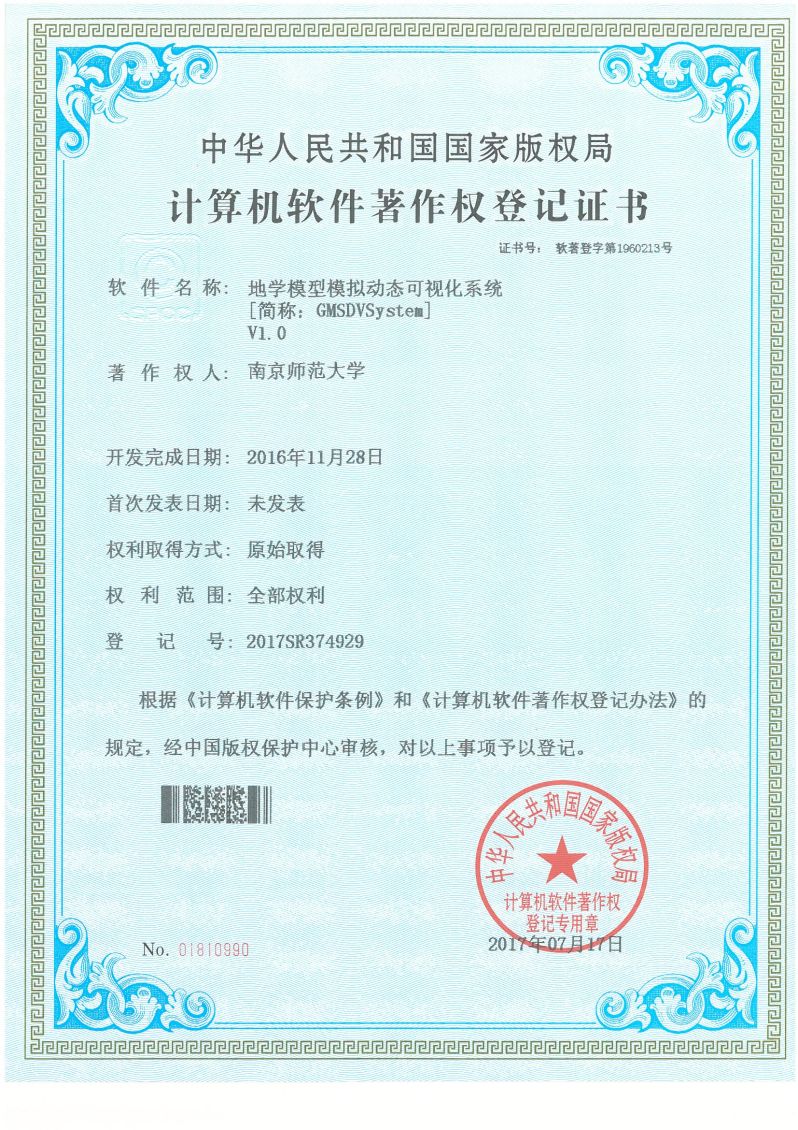 中华人民共和国国家版权局
计算机软件著作权登记证书
证书号： 软著登字第1960213号
软件名称： 地学模型模拟动态可视化系统
[简称：GMSDVSystem]
V1.0
著作权人： 南京师范大学
开发完成日期： 2016年11月28日
首次发表日期： 未发表
权利取得方式： 原始取得
权利范围： 全部权利
登记号： 2017SR374929
根据《计算机软件保护条例》和《计算机软件著作权登记办法》的
规定，经中国版权保护中心审核，对以上事项予以登记。
中华人民共和国国家版权局
计算机软件著作权
登记专用章
2017年07月17日
No. 01810990